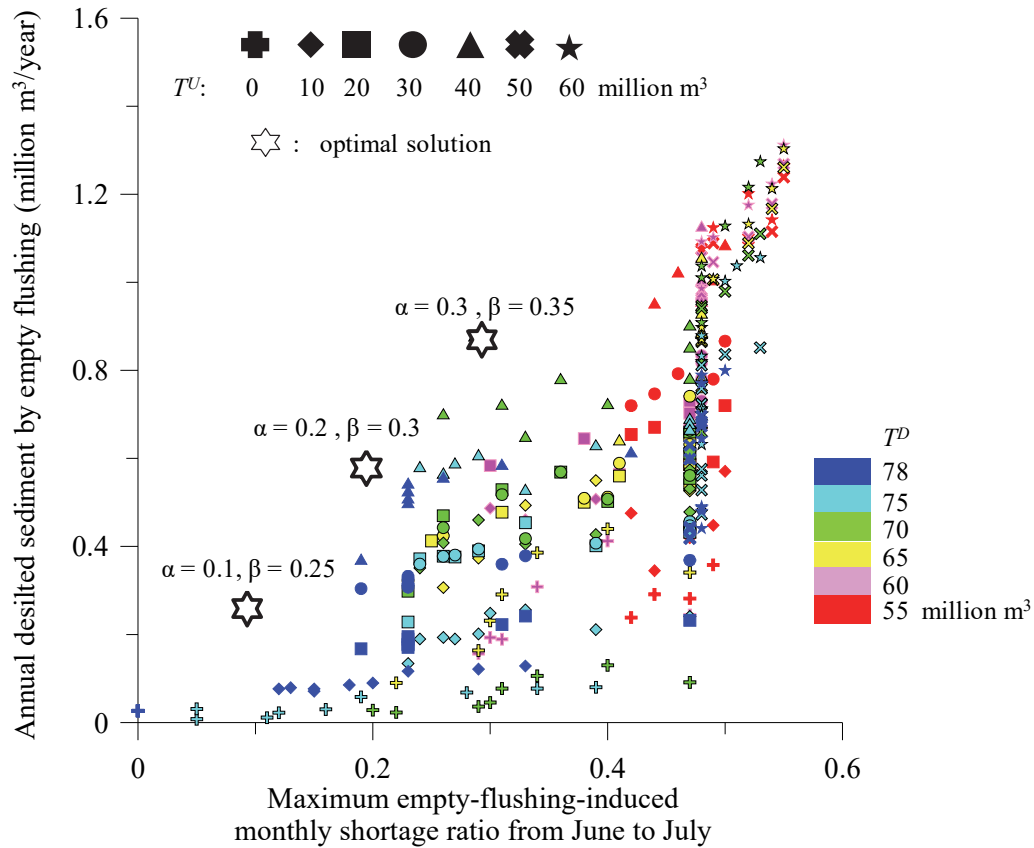 Annual desilted sediment by empty flushing (million m³/year)
1.6
1.2
0.8
0.4
0
Tᵁ: 0 10 20 30 40 50 60 million m³
: optimal solution
α = 0.3 , β = 0.35
α = 0.2 , β = 0.3
α = 0.1, β = 0.25
Tᴰ
78
75
70
65
60
55 million m³
0 0.2 0.4 0.6
Maximum empty-flushing-induced
monthly shortage ratio from June to July